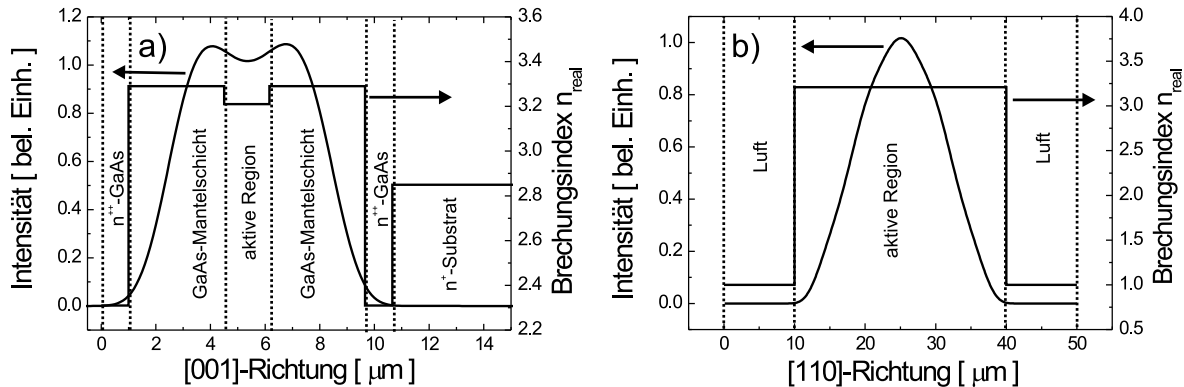 a)
Intensität [ bel. Einh. ]
1.2
1.0
0.8
0.6
0.4
0.2
0.0
n⁺⁺-GaAs
GaAs-Mantelschicht
aktive Region
GaAs-Mantelschicht
n⁺⁺-GaAs
n⁺-Substrat
3.6
3.4
3.2
3.0
2.8
2.6
2.4
2.2
Brechungsindex n_real
0 2 4 6 8 10 12 14
[001]-Richtung [ µm]
b)
Intensität [ bel. Einh. ]
1.0
0.8
0.6
0.4
0.2
0.0
Luft
aktive Region
Luft
4.0
3.5
3.0
2.5
2.0
1.5
1.0
0.5
Brechungsindex n_real
0 10 20 30 40 50
[110]-Richtung [ µm]